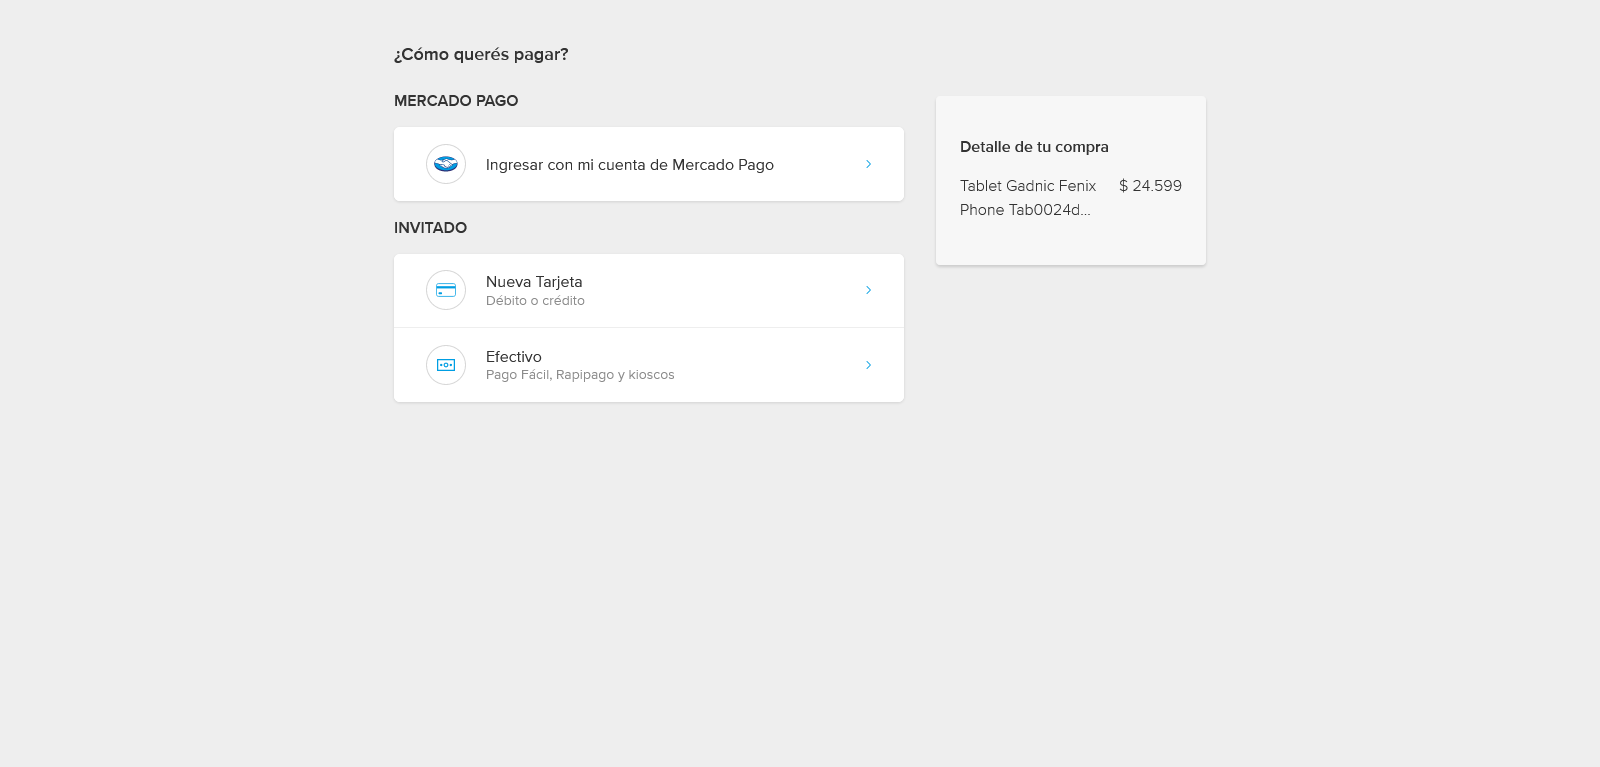 ¿Cómo querés pagar?
MERCADO PAGO
Ingresar con mi cuenta de Mercado Pago
INVITADO
Nueva Tarjeta
Débito o crédito
Efectivo
Pago Fácil, Rapipago y kioscos
Detalle de tu compra
Tablet Gadnic Fenix $ 24.599
Phone Tab0024d...